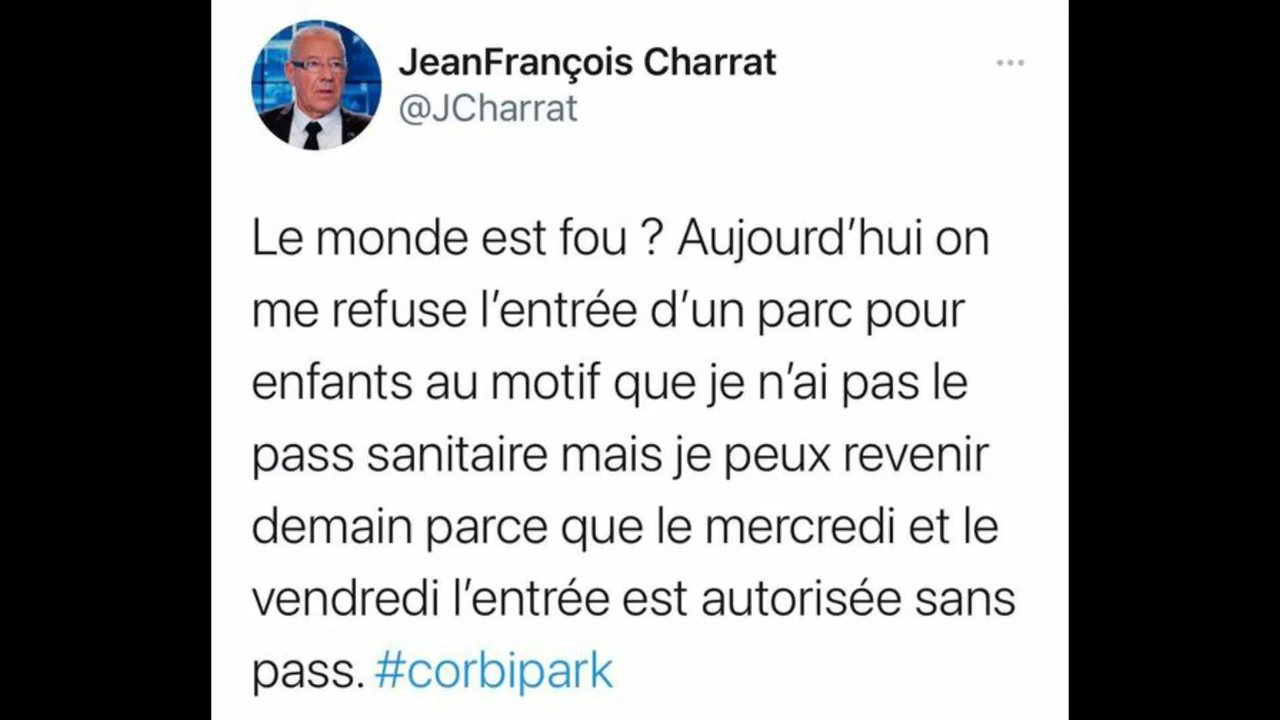 JeanFrançois Charrat
@JCharrat
Le monde est fou ? Aujourd’hui on
me refuse l’entrée d’un parc pour
enfants au motif que je n’ai pas le
pass sanitaire mais je peux revenir
demain parce que le mercredi et le
vendredi l’entrée est autorisée sans
pass. #corbipark